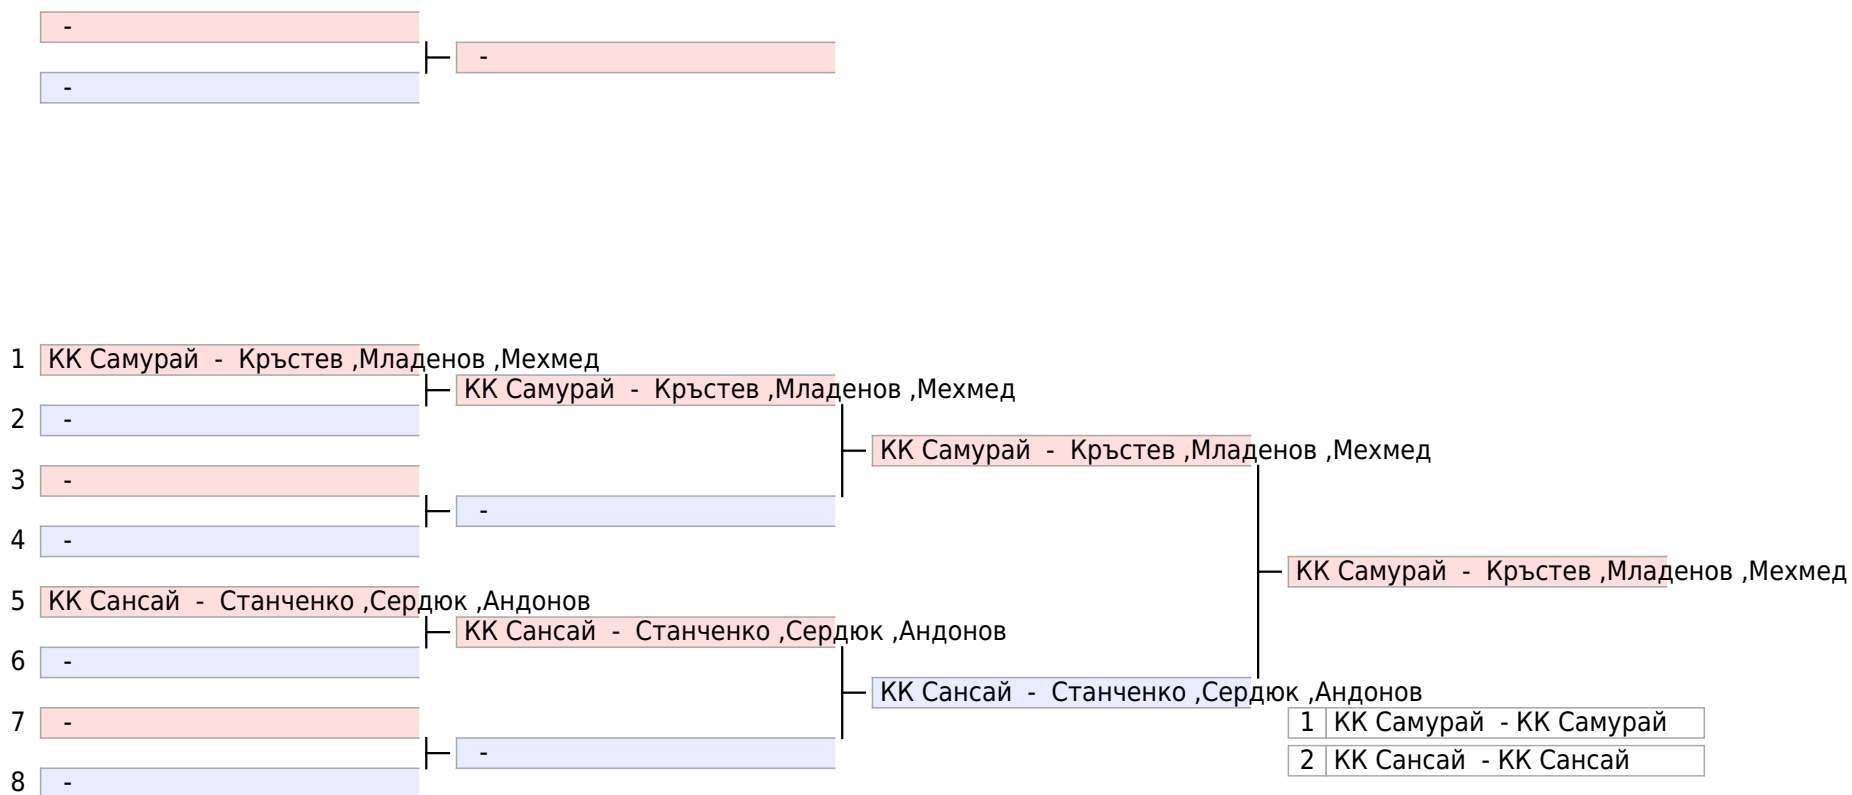 -
-
-
1 КК Самурай - Кръстев ,Младенов ,Мехмед
КК Самурай - Кръстев ,Младенов ,Мехмед
2 -
КК Самурай - Кръстев ,Младенов ,Мехмед
3 -
-
4 -
КК Самурай - Кръстев ,Младенов ,Мехмед
5 КК Сансай - Станченко ,Сердюк ,Андонов
КК Сансай - Станченко ,Сердюк ,Андонов
6 -
КК Сансай - Станченко ,Сердюк ,Андонов
7 -
1 КК Самурай - КК Самурай
-
2 КК Сансай - КК Сансай
8 -